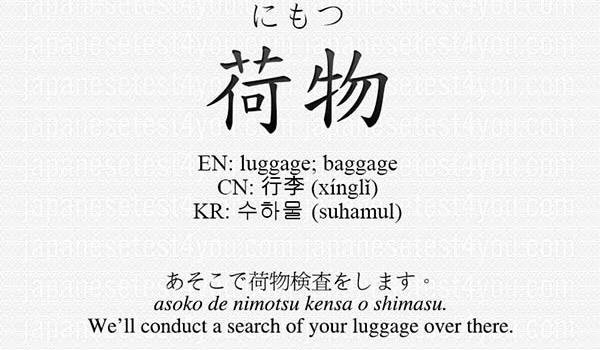 にもつ
荷物
EN: luggage; baggage
CN: 行李 (xínglǐ)
KR: 수하물 (suhamul)
あそこで荷物検査をします。
asoko de nimotsu kensa o shimasu.
We’ll conduct a search of your luggage over there.
japanesetest4you.com